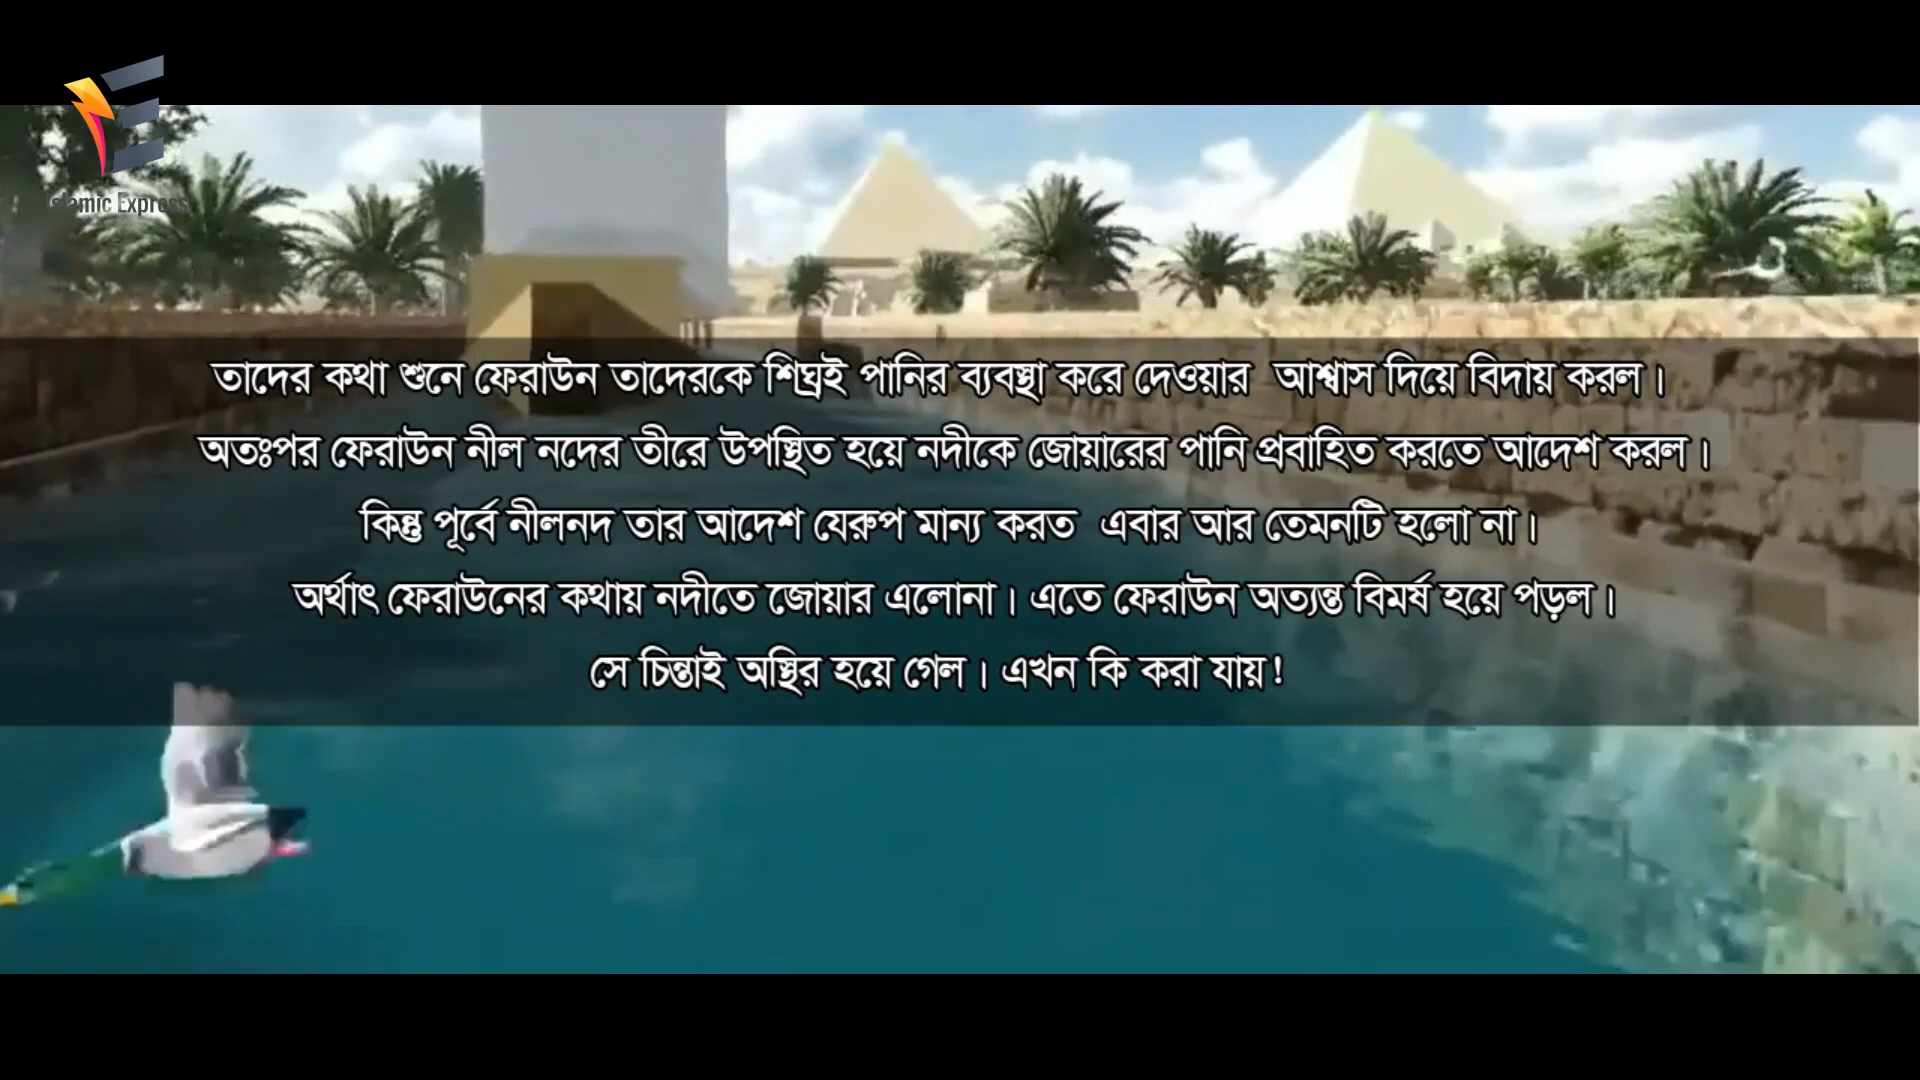 Islamic Express
তাদের কথা শুনে ফেরাউন তাদেরকে শিঘ্রই পানির ব্যবস্থা করে দেওয়ার আশ্বাস দিয়ে বিদায় করল।
অতঃপর ফেরাউন নীল নদের তীরে উপস্থিত হয়ে নদীকে জোয়ারের পানি প্রবাহিত করতে আদেশ করল।
কিন্তু পূর্বে নীলনদ তার আদেশ যেরুপ মান্য করত এবার আর তেমনটি হলো না।
অর্থাৎ ফেরাউনের কথায় নদীতে জোয়ার এলোনা। এতে ফেরাউন অত্যন্ত বিমর্ষ হয়ে পড়ল।
সে চিন্তাই অস্থির হয়ে গেল। এখন কি করা যায়!